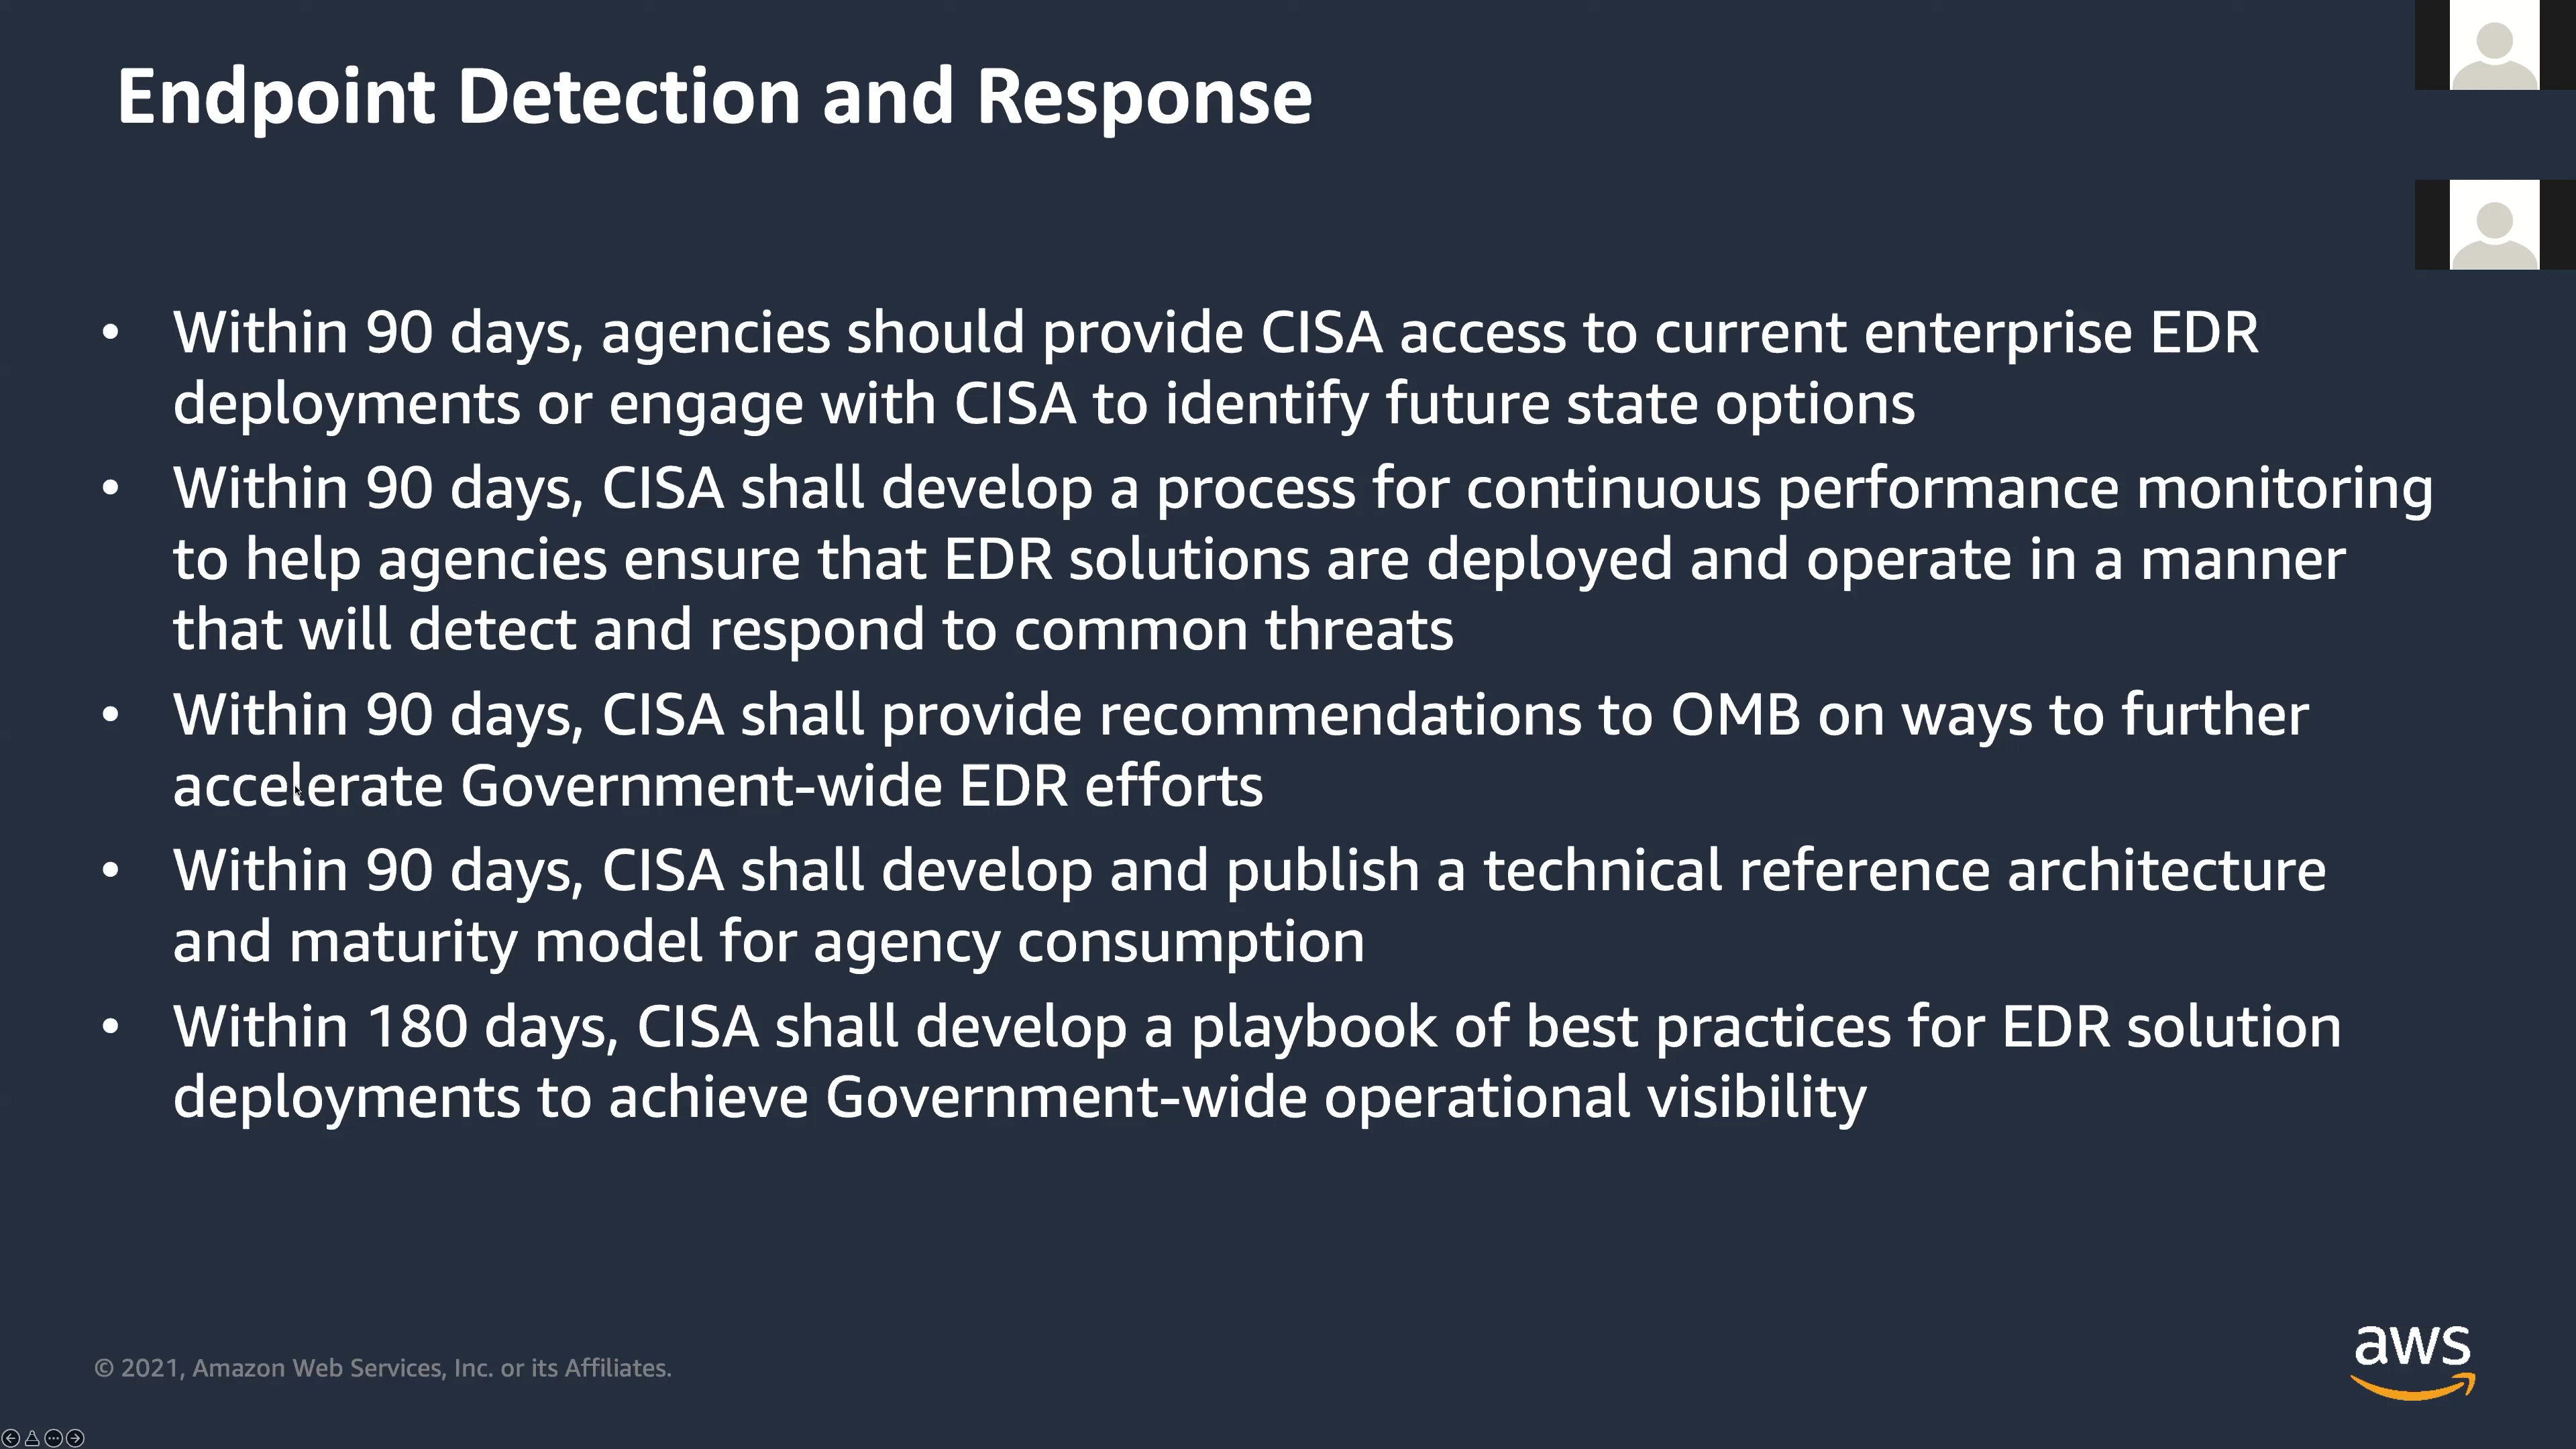 Endpoint Detection and Response
• Within 90 days, agencies should provide CISA access to current enterprise EDR
deployments or engage with CISA to identify future state options
• Within 90 days, CISA shall develop a process for continuous performance monitoring
to help agencies ensure that EDR solutions are deployed and operate in a manner
that will detect and respond to common threats
• Within 90 days, CISA shall provide recommendations to OMB on ways to further
accelerate Government-wide EDR efforts
• Within 90 days, CISA shall develop and publish a technical reference architecture
and maturity model for agency consumption
• Within 180 days, CISA shall develop a playbook of best practices for EDR solution
deployments to achieve Government-wide operational visibility
© 2021, Amazon Web Services, Inc. or its Affiliates.
aws